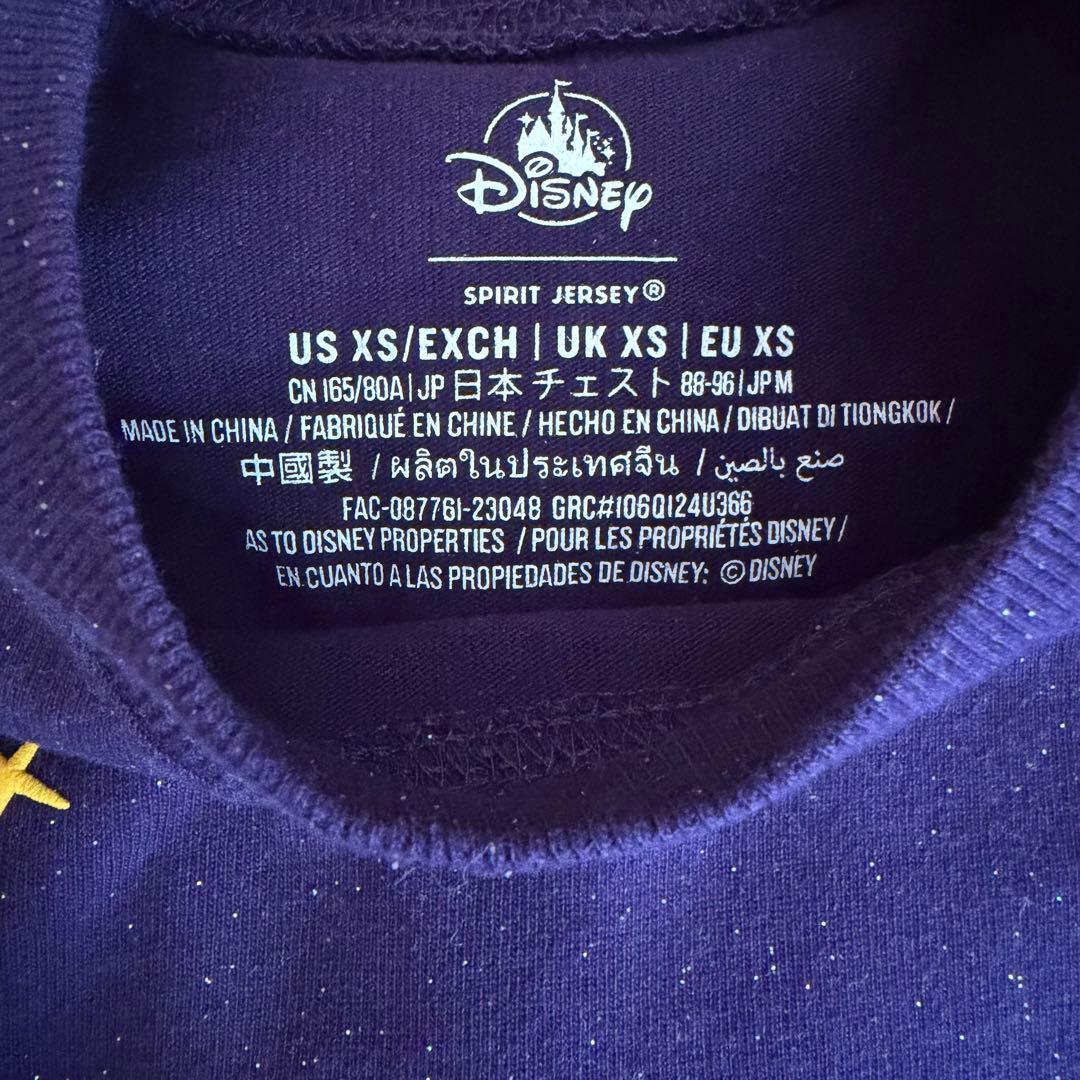 Disney
SPIRIT JERSEY®
US XS/EXCH | UK XS | EU XS
CN 165/80A | JP 日本 チェスト 88-96 | JP M
MADE IN CHINA / FABRIQUÉ EN CHINE / HECHO EN CHINA / DIBUAT DI TIONGKOK /
中國製 / ผลิตในประเทศจีน / صنع بالصين
FAC-087761-23048 GRC#106Q124U366
AS TO DISNEY PROPERTIES / POUR LES PROPRIÉTÉS DISNEY /
EN CUANTO A LAS PROPIEDADES DE DISNEY: © DISNEY